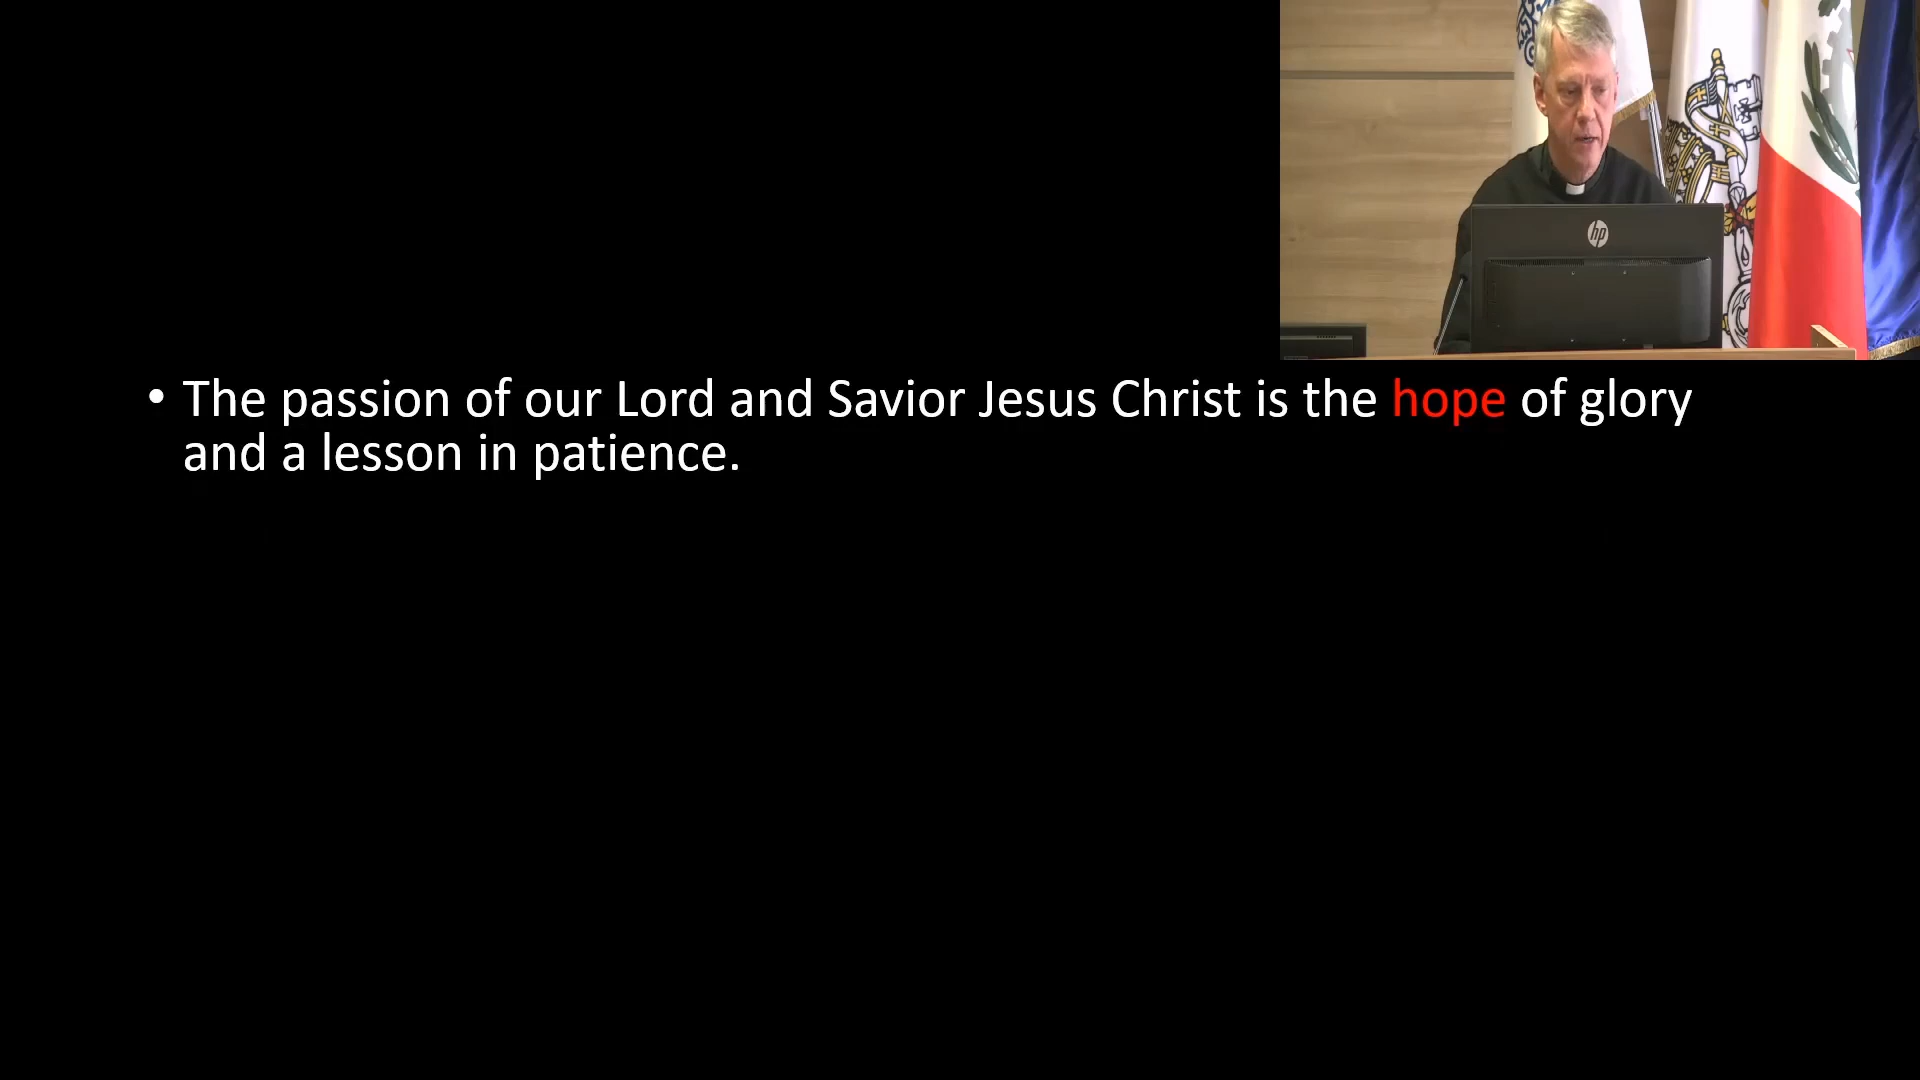 hp
• The passion of our Lord and Savior Jesus Christ is the hope of glory
and a lesson in patience.